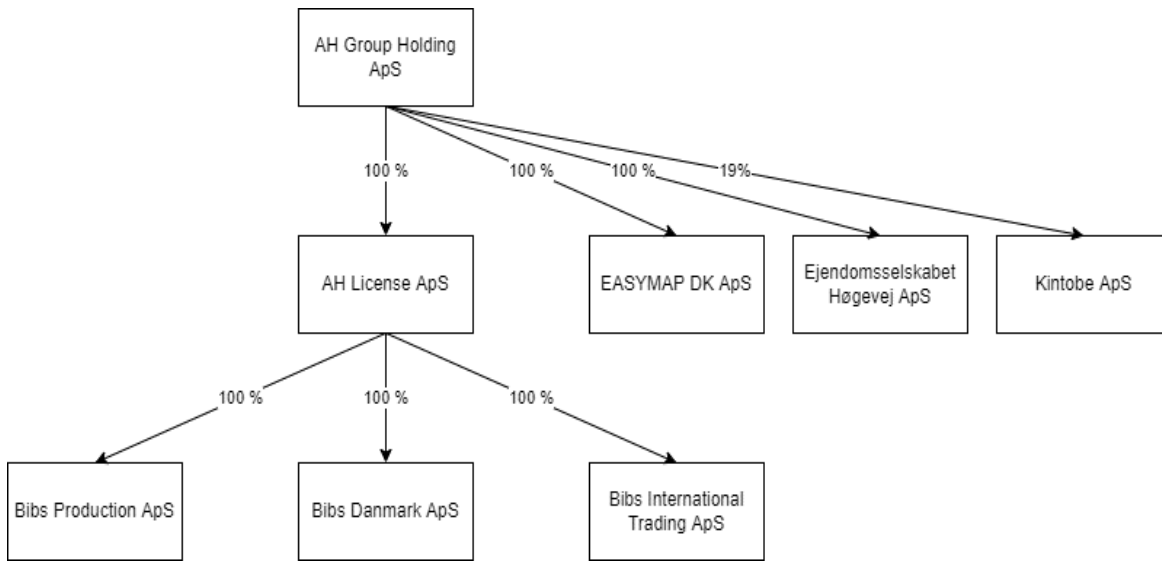 AH Group Holding
ApS
100 %
100 %
100 %
19%
AH License ApS
EASYMAP DK ApS
Ejendomsselskabet
Høgevej ApS
Kintobe ApS
100 %
100 %
100 %
Bibs Production ApS
Bibs Danmark ApS
Bibs International
Trading ApS